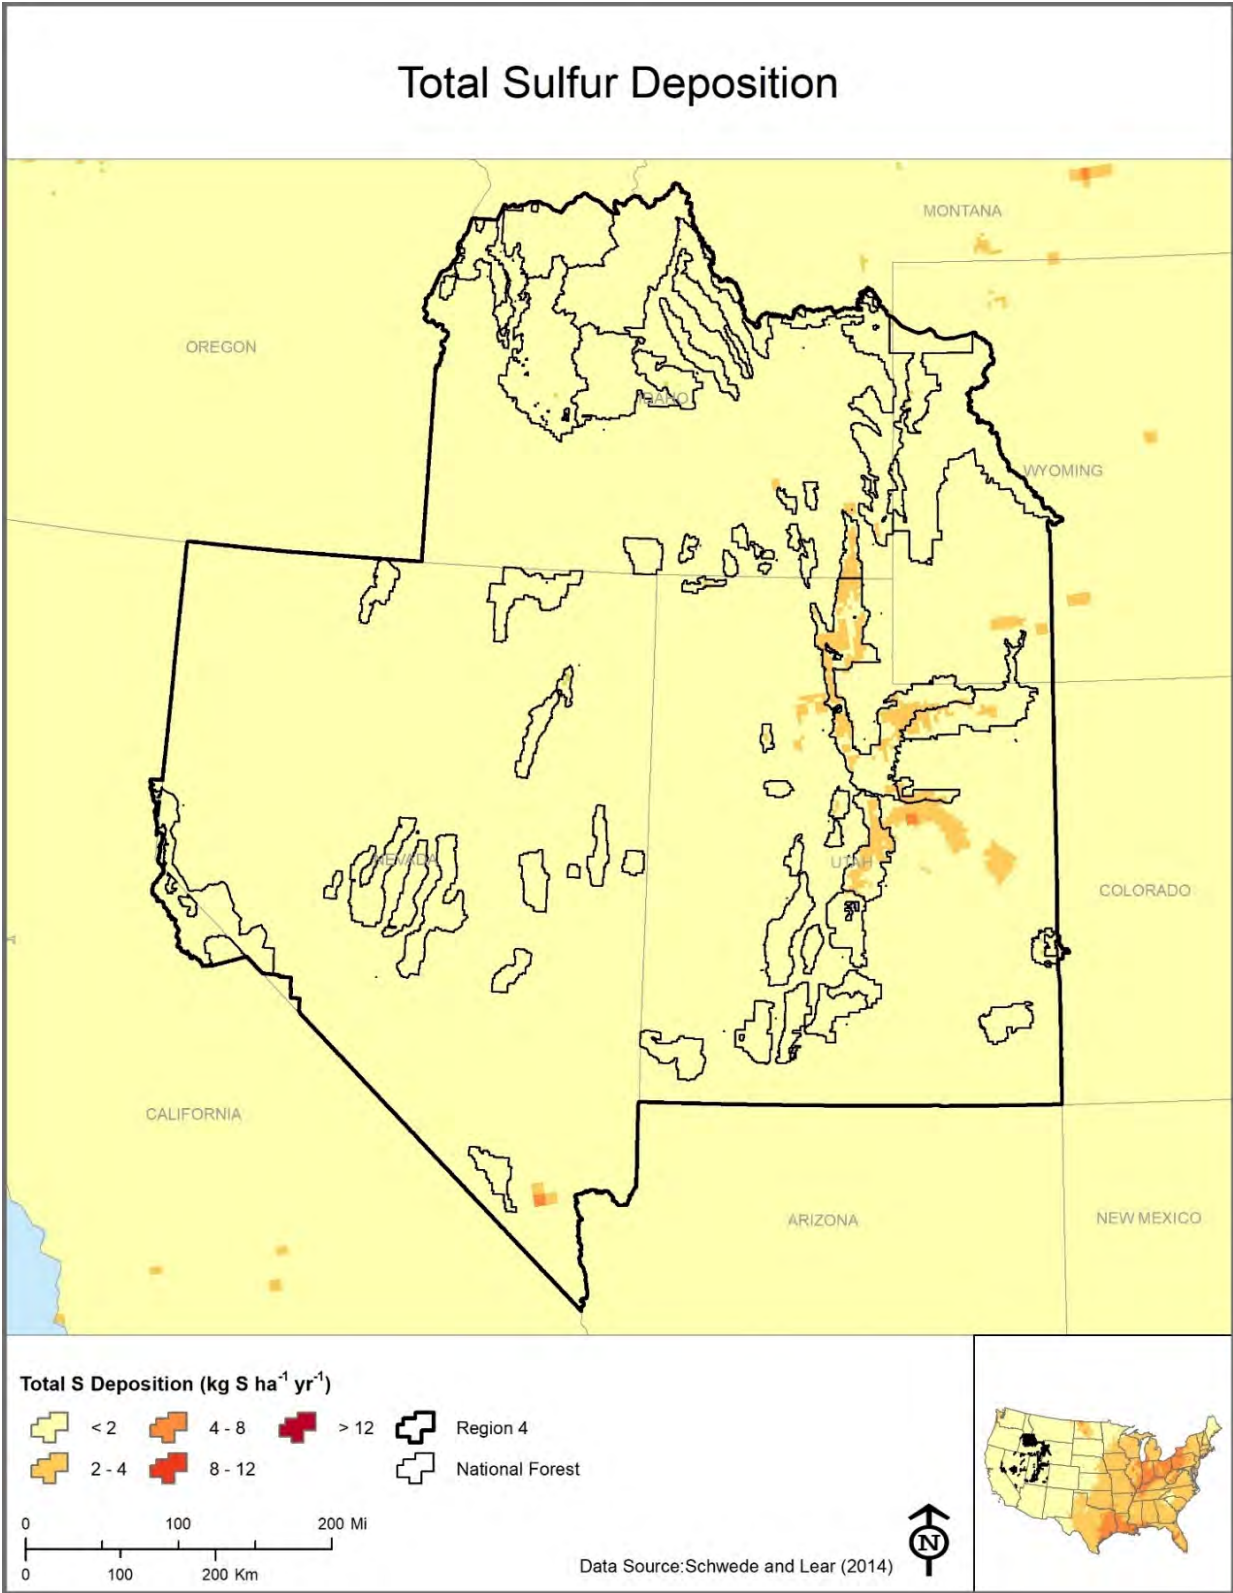 Total Sulfur Deposition
MONTANA
OREGON
IDAHO
WYOMING
NEVADA
UTAH
COLORADO
CALIFORNIA
ARIZONA
NEW MEXICO
Total S Deposition (kg S ha⁻¹ yr⁻¹)
< 2
4 - 8
> 12
Region 4
2 - 4
8 - 12
National Forest
0 100 200 Mi
0 100 200 Km
N
Data Source:Schwede and Lear (2014)